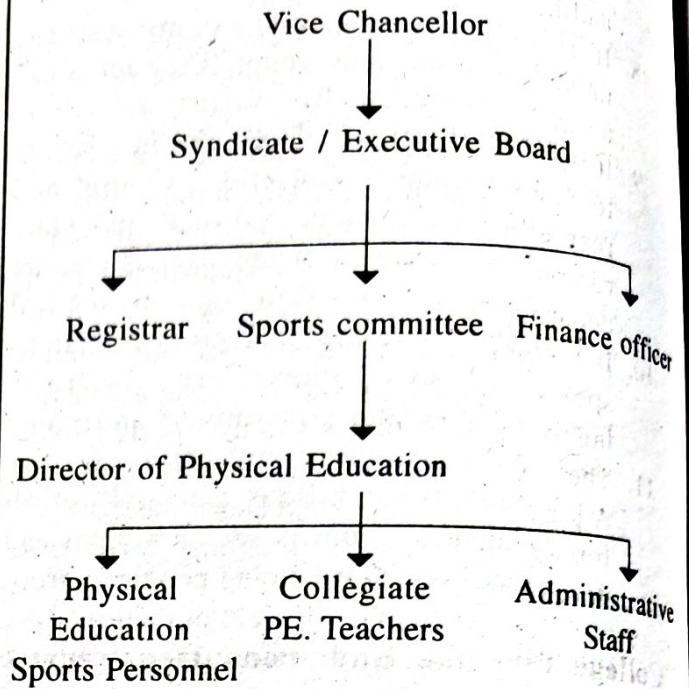 Vice Chancellor
Syndicate / Executive Board
Registrar Sports committee Finance officer
Director of Physical Education
Physical Collegiate Administrative
Education PE. Teachers Staff
Sports Personnel